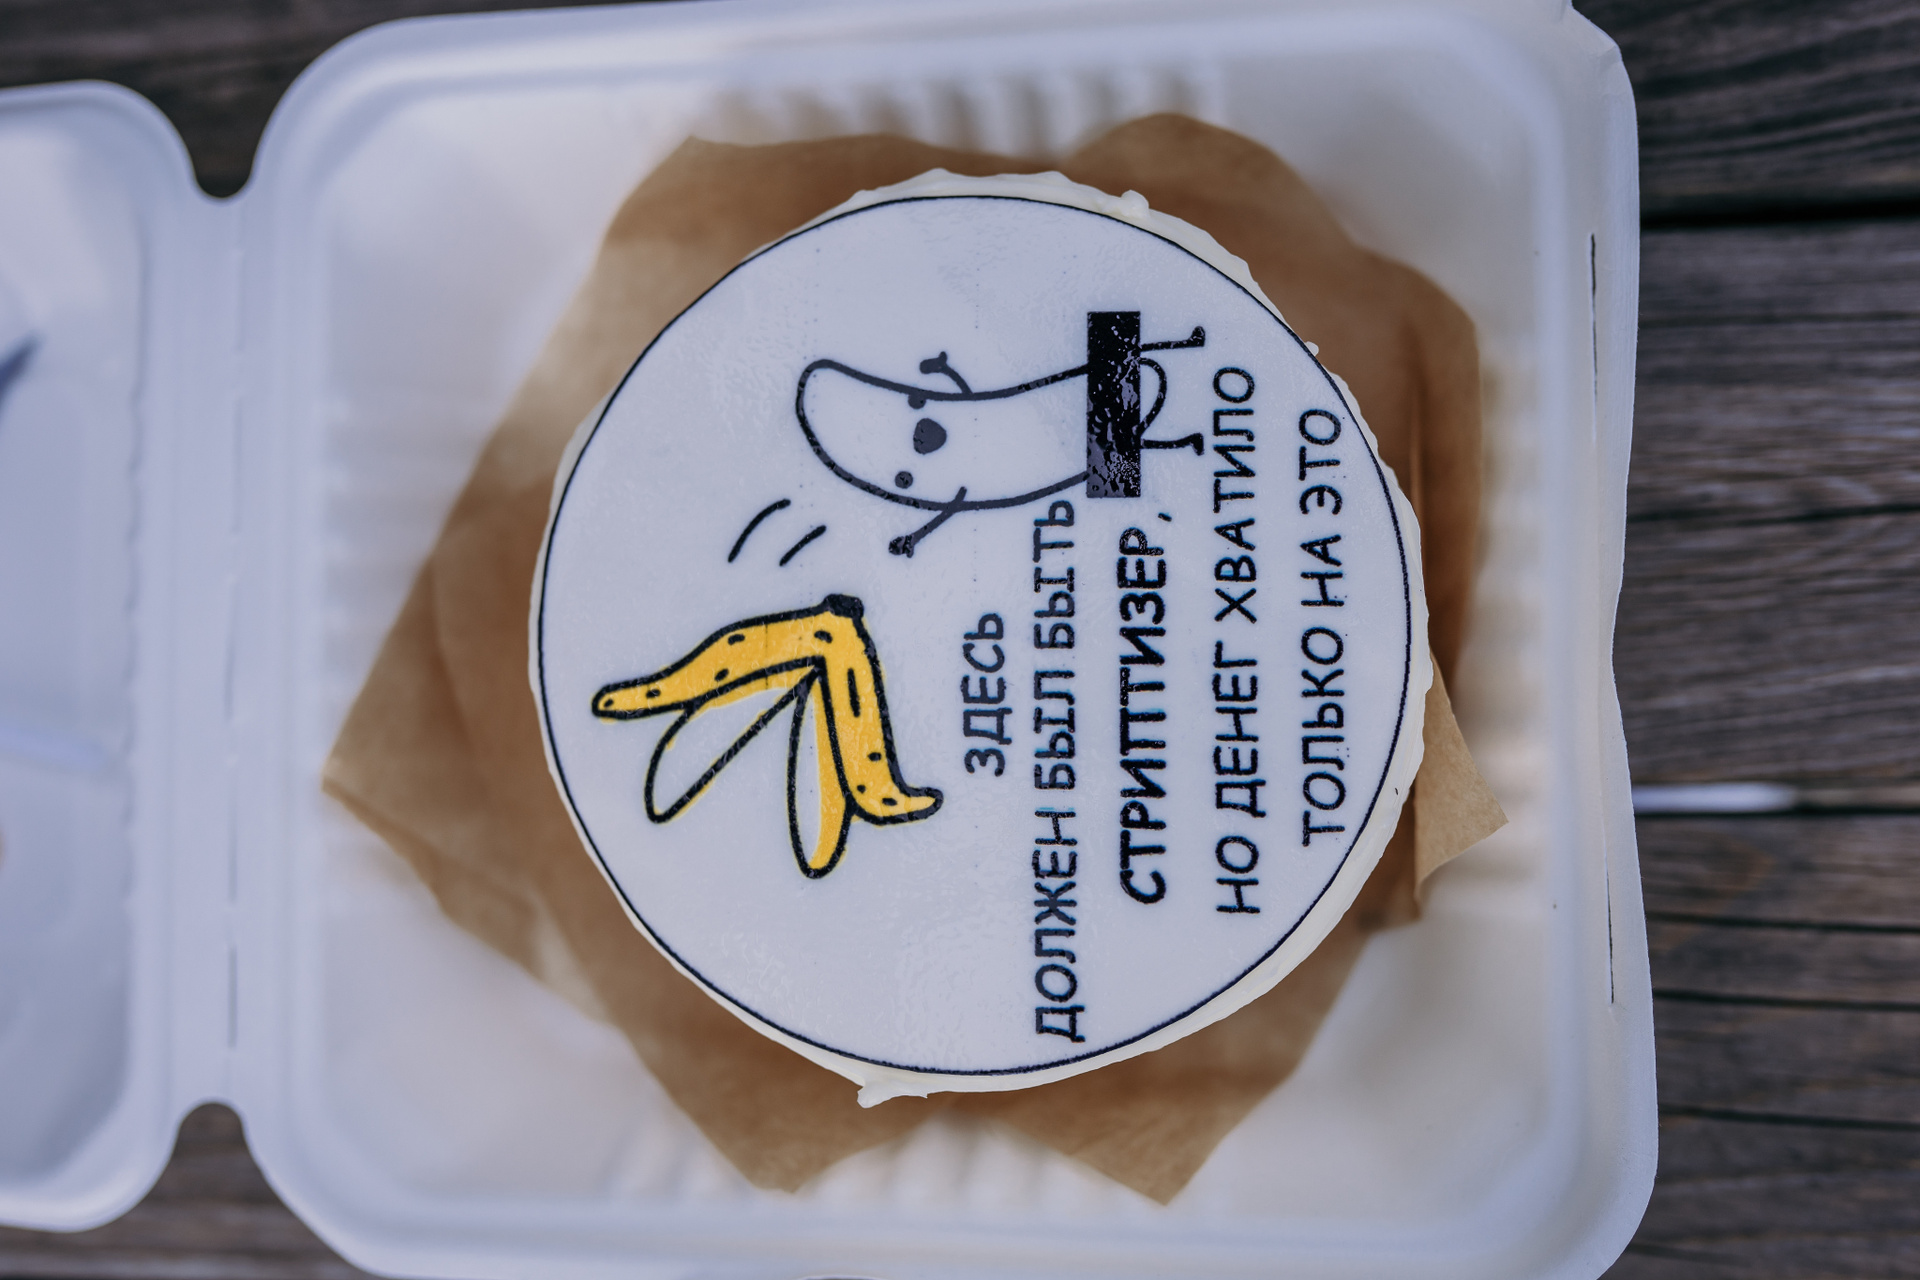 ЗДЕСЬ
ДОЛЖЕН БЫЛ БЫТЬ
СТРИПТИЗЕР,
НО ДЕНЕГ ХВАТИЛО
ТОЛЬКО НА ЭТО